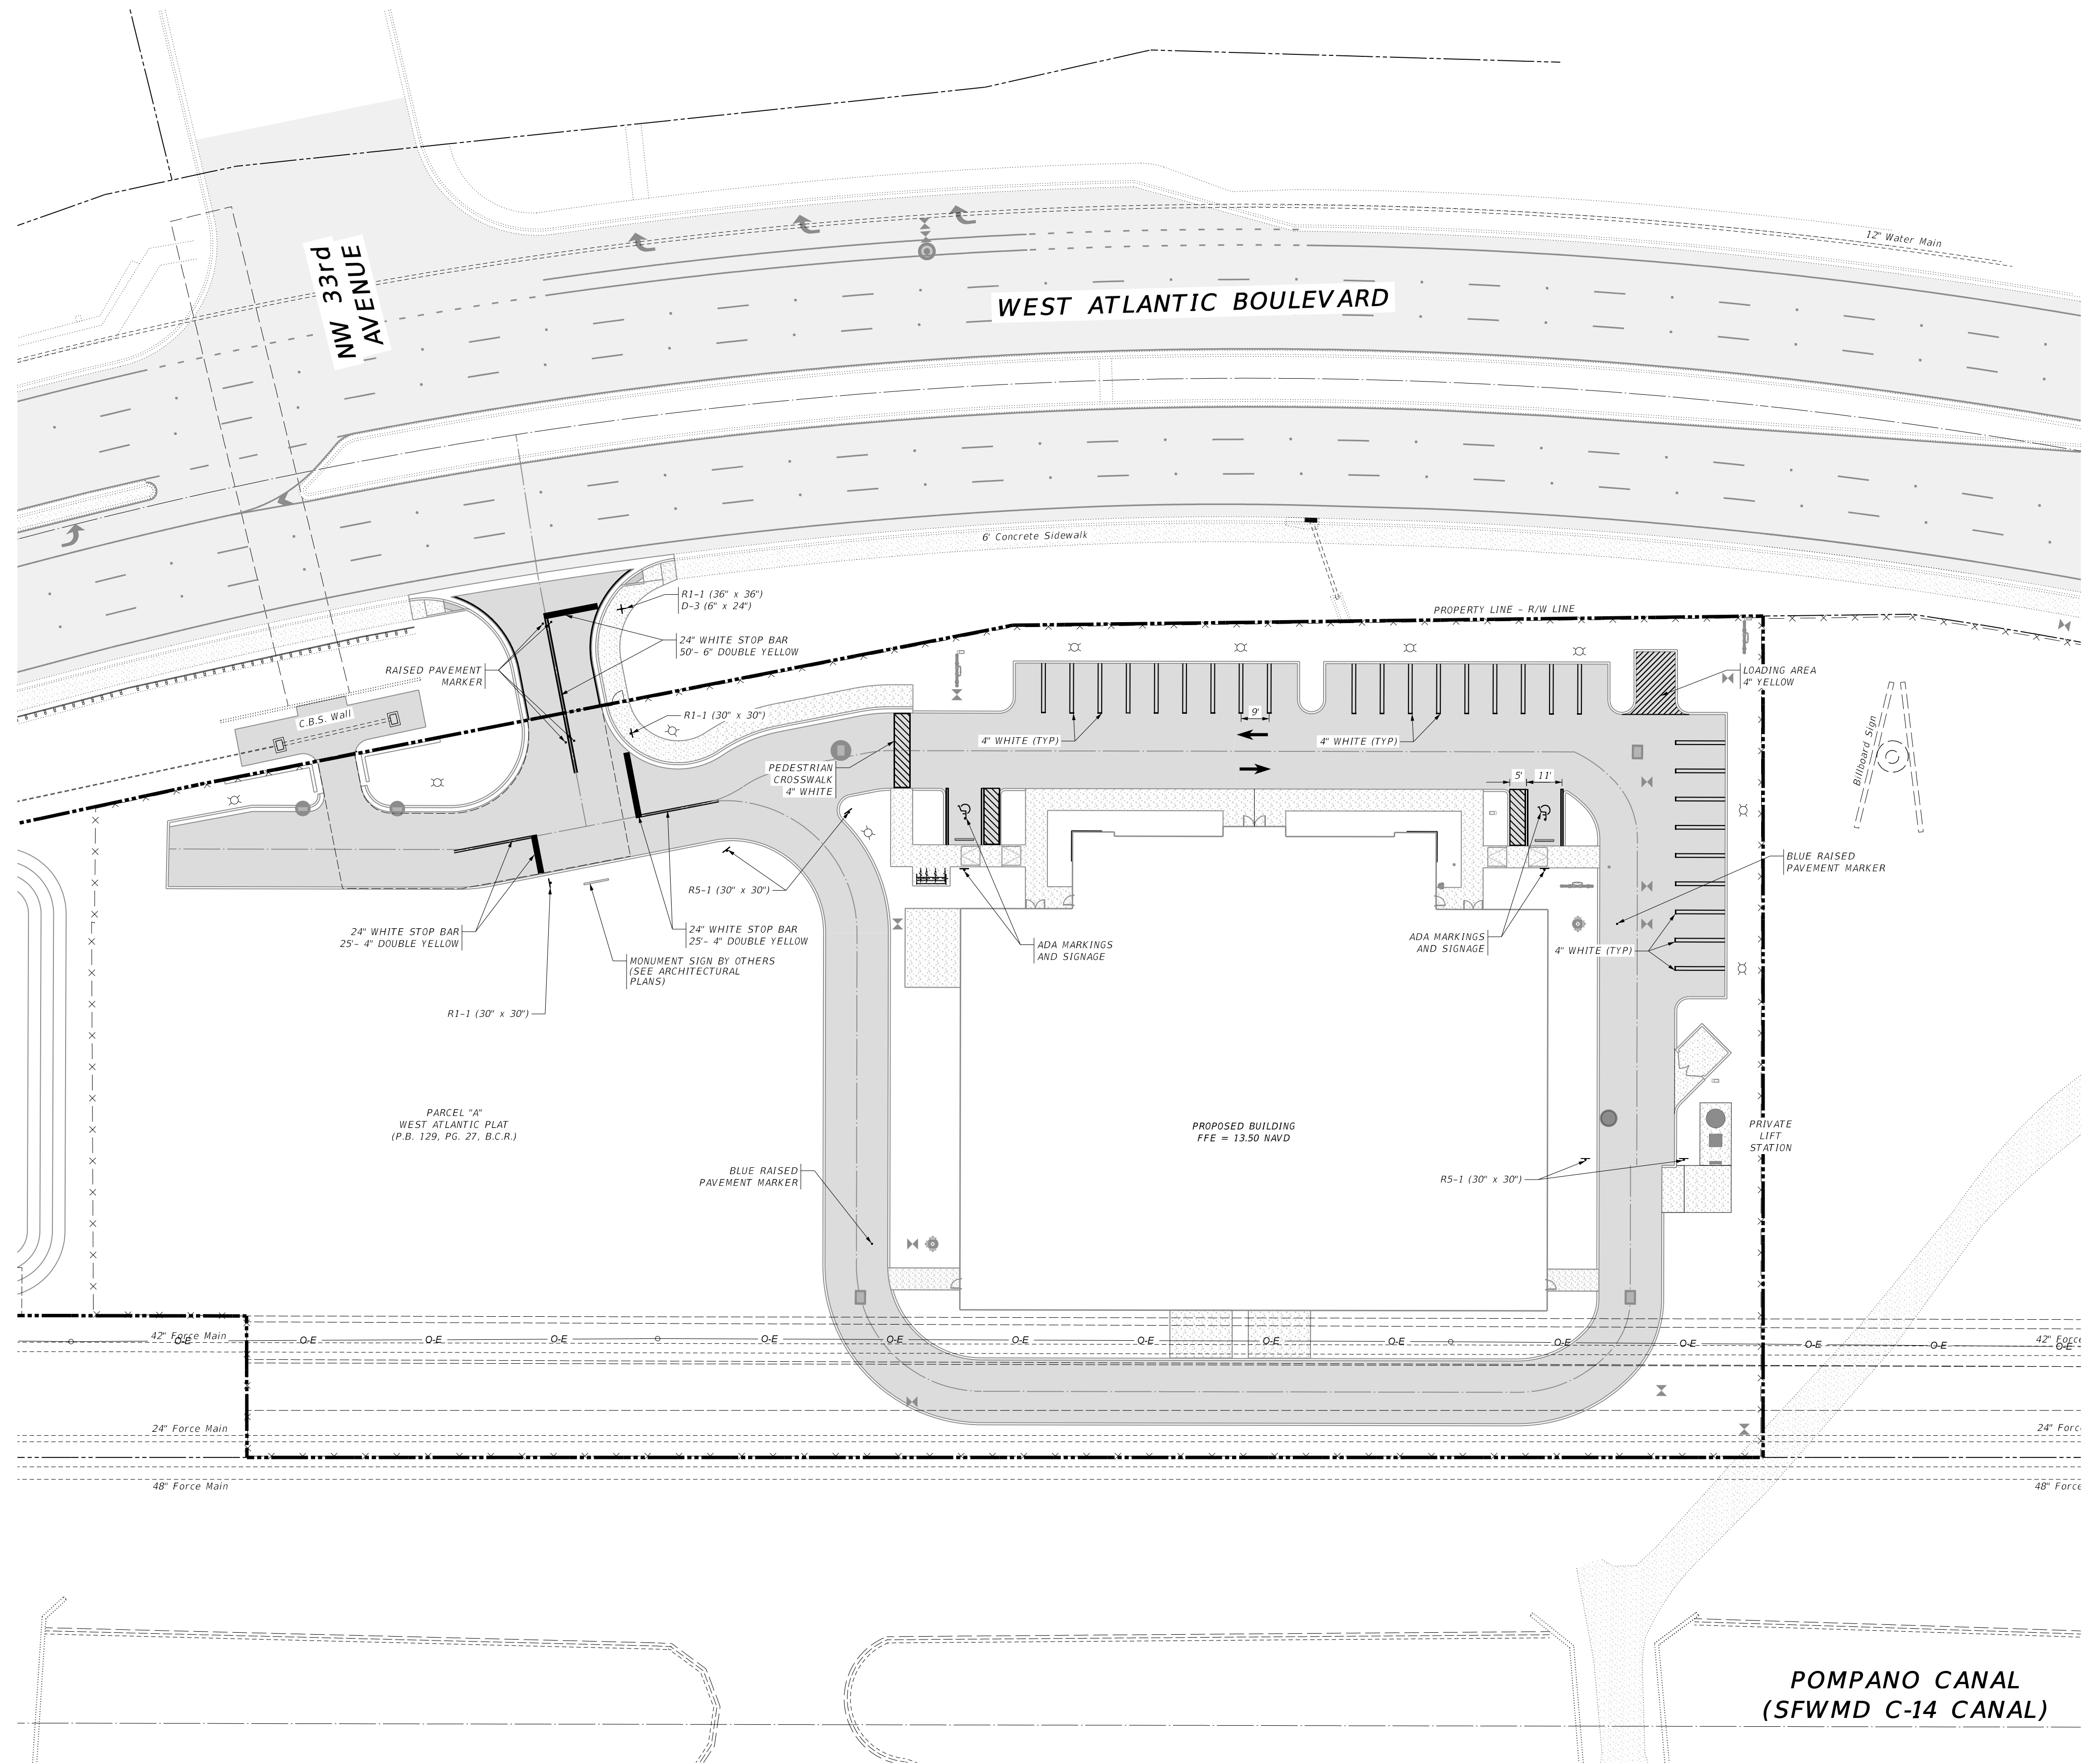 12" Water Main
NW 33rd
AVENUE
WEST ATLANTIC BOULEVARD
6' Concrete Sidewalk
R1-1 (36" x 36")
D-3 (6" x 24")
PROPERTY LINE - R/W LINE
24" WHITE STOP BAR
50'- 6" DOUBLE YELLOW
RAISED PAVEMENT
MARKER
LOADING AREA
4" YELLOW
C.B.S. Wall
R1-1 (30" x 30")
9'
4" WHITE (TYP)
4" WHITE (TYP)
Billboard Sign
PEDESTRIAN
CROSSWALK
4" WHITE
5'
11'
BLUE RAISED
PAVEMENT MARKER
R5-1 (30" x 30")
24" WHITE STOP BAR
25'- 4" DOUBLE YELLOW
24" WHITE STOP BAR
25'- 4" DOUBLE YELLOW
ADA MARKINGS
AND SIGNAGE
ADA MARKINGS
AND SIGNAGE
4" WHITE (TYP)
MONUMENT SIGN BY OTHERS
(SEE ARCHITECTURAL
PLANS)
R1-1 (30" x 30")
PARCEL "A"
WEST ATLANTIC PLAT
(P.B. 129, PG. 27, B.C.R.)
PROPOSED BUILDING
FFE = 13.50 NAVD
PRIVATE
LIFT
STATION
BLUE RAISED
PAVEMENT MARKER
R5-1 (30" x 30")
42" Force Main
42" Forc
O-E O-E O-E O-E O-E O-E O-E O-E O-E O-E O-E O-E O-E O-E O-E O-E
24" Force Main
24" Forc
48" Force Main
48" Forc
POMPANO CANAL
(SFWMD C-14 CANAL)